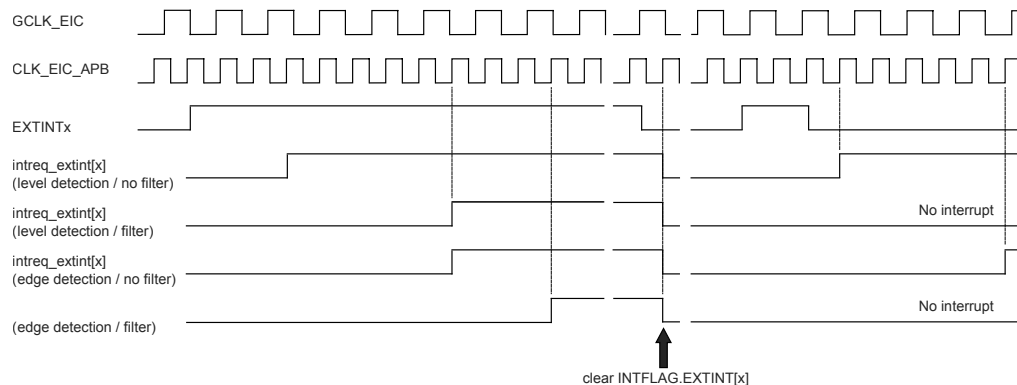 GCLK_EIC
CLK_EIC_APB
EXTINTx
intreq_extint[x]
(level detection / no filter)
intreq_extint[x]
(level detection / filter)
No interrupt
intreq_extint[x]
(edge detection / no filter)
(edge detection / filter)
No interrupt
clear INTFLAG.EXTINT[x]